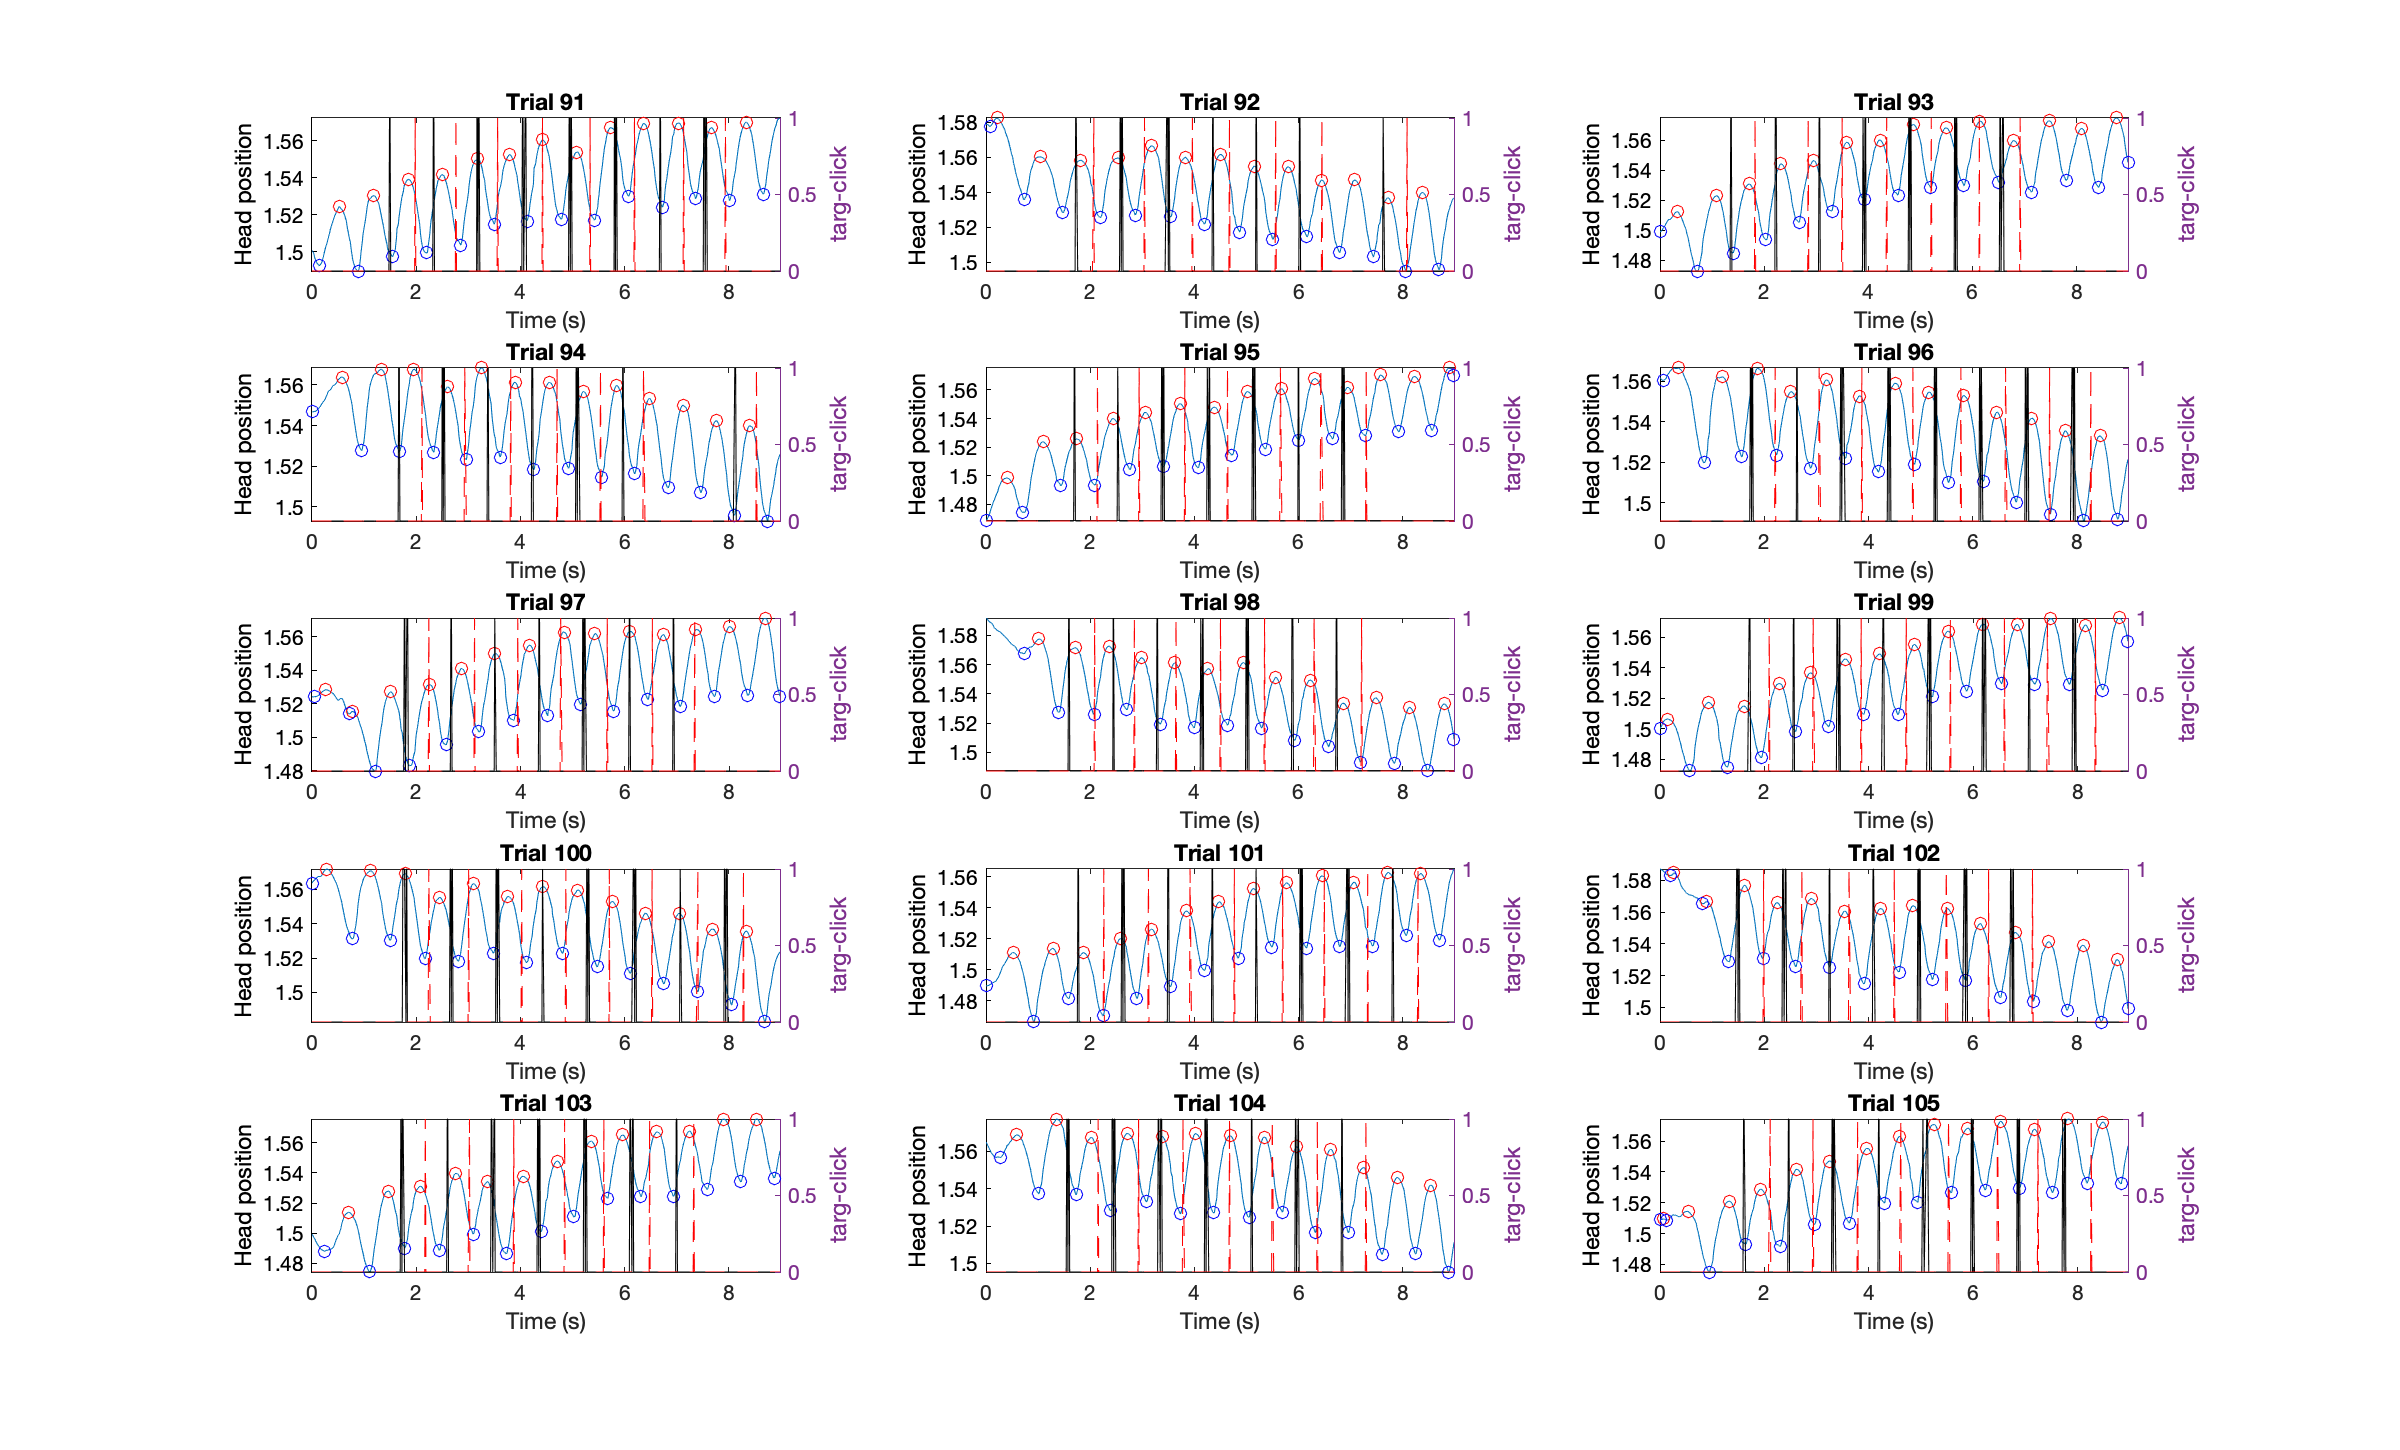 Trial 91
Head position
1.56
1.54
1.52
1.5
0 2 4 6 8
Time (s)
1
0.5
0
targ-click
Trial 92
Head position
1.58
1.56
1.54
1.52
1.5
0 2 4 6 8
Time (s)
1
0.5
0
targ-click
Trial 93
Head position
1.56
1.54
1.52
1.5
1.48
0 2 4 6 8
Time (s)
1
0.5
0
targ-click
Trial 94
Head position
1.56
1.54
1.52
1.5
0 2 4 6 8
Time (s)
1
0.5
0
targ-click
Trial 95
Head position
1.56
1.54
1.52
1.5
1.48
0 2 4 6 8
Time (s)
1
0.5
0
targ-click
Trial 96
Head position
1.56
1.54
1.52
1.5
0 2 4 6 8
Time (s)
1
0.5
0
targ-click
Trial 97
Head position
1.56
1.54
1.52
1.5
1.48
0 2 4 6 8
Time (s)
1
0.5
0
targ-click
Trial 98
Head position
1.58
1.56
1.54
1.52
1.5
0 2 4 6 8
Time (s)
1
0.5
0
targ-click
Trial 99
Head position
1.56
1.54
1.52
1.5
1.48
0 2 4 6 8
Time (s)
1
0.5
0
targ-click
Trial 100
Head position
1.56
1.54
1.52
1.5
0 2 4 6 8
Time (s)
1
0.5
0
targ-click
Trial 101
Head position
1.56
1.54
1.52
1.5
1.48
0 2 4 6 8
Time (s)
1
0.5
0
targ-click
Trial 102
Head position
1.58
1.56
1.54
1.52
1.5
0 2 4 6 8
Time (s)
1
0.5
0
targ-click
Trial 103
Head position
1.56
1.54
1.52
1.5
1.48
0 2 4 6 8
Time (s)
1
0.5
0
targ-click
Trial 104
Head position
1.56
1.54
1.52
1.5
0 2 4 6 8
Time (s)
1
0.5
0
targ-click
Trial 105
Head position
1.56
1.54
1.52
1.5
1.48
0 2 4 6 8
Time (s)
1
0.5
0
targ-click